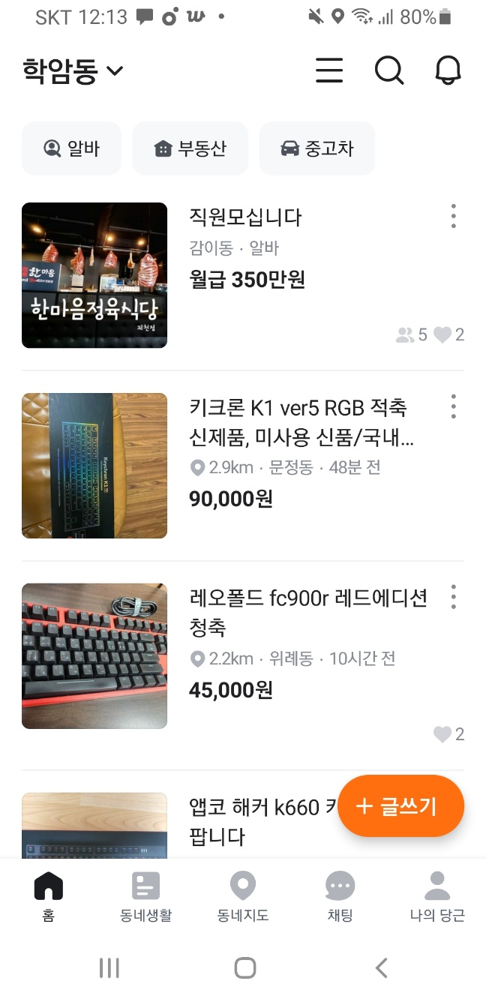 SKT 12:13
80%
학암동
알바
부동산
중고차
한마음
한마음정육식당
제천점
직원모십니다
감이동 · 알바
월급 350만원
5
2
Keychron K1
키크론 K1 ver5 RGB 적축
신제품, 미사용 신품/국내...
2.9km · 문정동 · 48분 전
90,000원
레오폴드 fc900r 레드에디션
청축
2.2km · 위례동 · 10시간 전
45,000원
2
앱코 해커 k660
팝니다
+ 글쓰기
홈
동네생활
동네지도
채팅
나의 당근